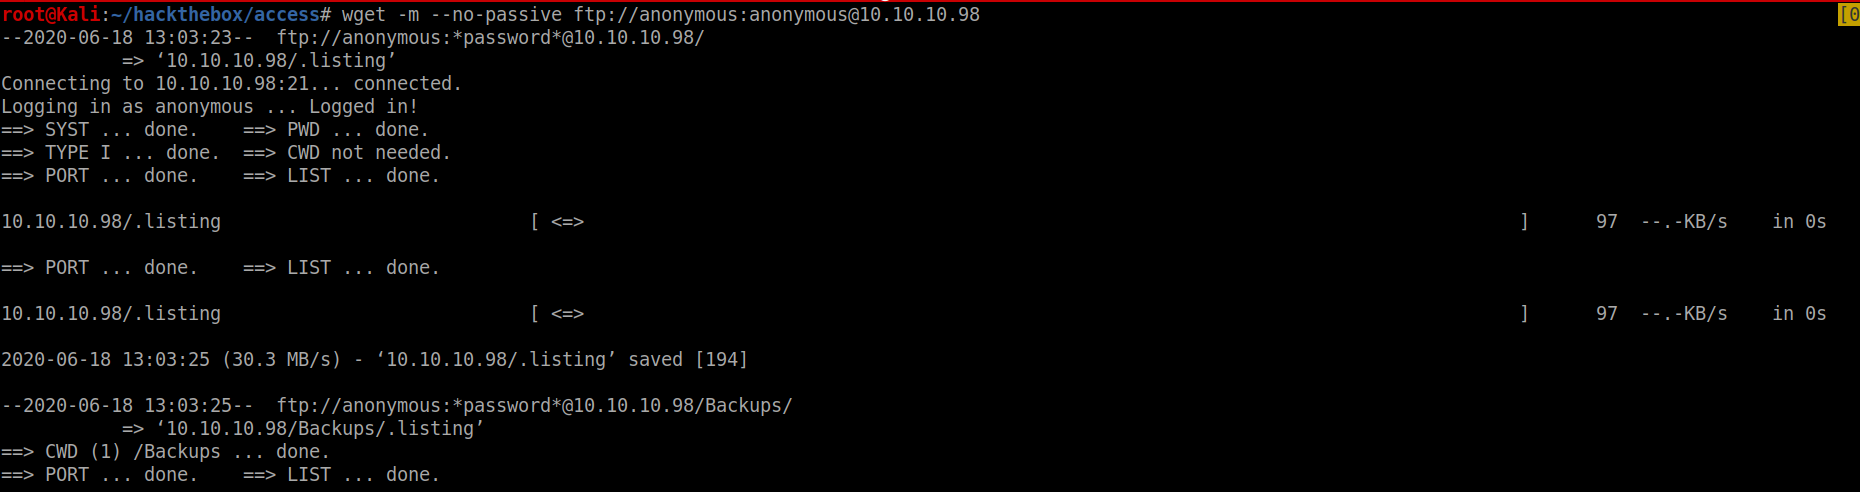 root@Kali:~/hackthebox/access# wget -m --no-passive ftp://anonymous:anonymous@10.10.10.98 [0
--2020-06-18 13:03:23--  ftp://anonymous:*password*@10.10.10.98/
           => ‘10.10.10.98/.listing’
Connecting to 10.10.10.98:21... connected.
Logging in as anonymous ... Logged in!
==> SYST ... done.    ==> PWD ... done.
==> TYPE I ... done.  ==> CWD not needed.
==> PORT ... done.    ==> LIST ... done.
10.10.10.98/.listing                            [ <=>                                                                                     ]      97  --.-KB/s    in 0s
==> PORT ... done.    ==> LIST ... done.
10.10.10.98/.listing                            [ <=>                                                                                     ]      97  --.-KB/s    in 0s
2020-06-18 13:03:25 (30.3 MB/s) - ‘10.10.10.98/.listing’ saved [194]
--2020-06-18 13:03:25--  ftp://anonymous:*password*@10.10.10.98/Backups/
           => ‘10.10.10.98/Backups/.listing’
==> CWD (1) /Backups ... done.
==> PORT ... done.    ==> LIST ... done.